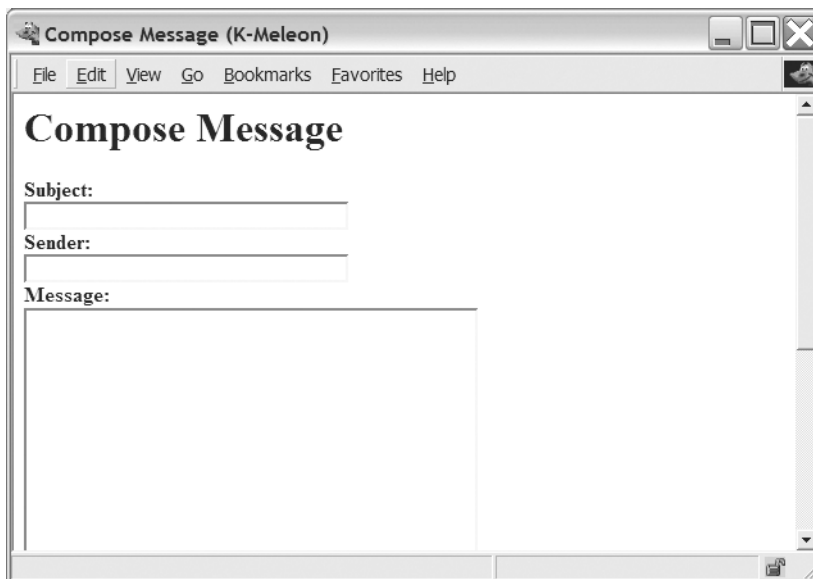 Compose Message (K-Meleon)
File Edit View Go Bookmarks Favorites Help
Compose Message
Subject:
Sender:
Message: